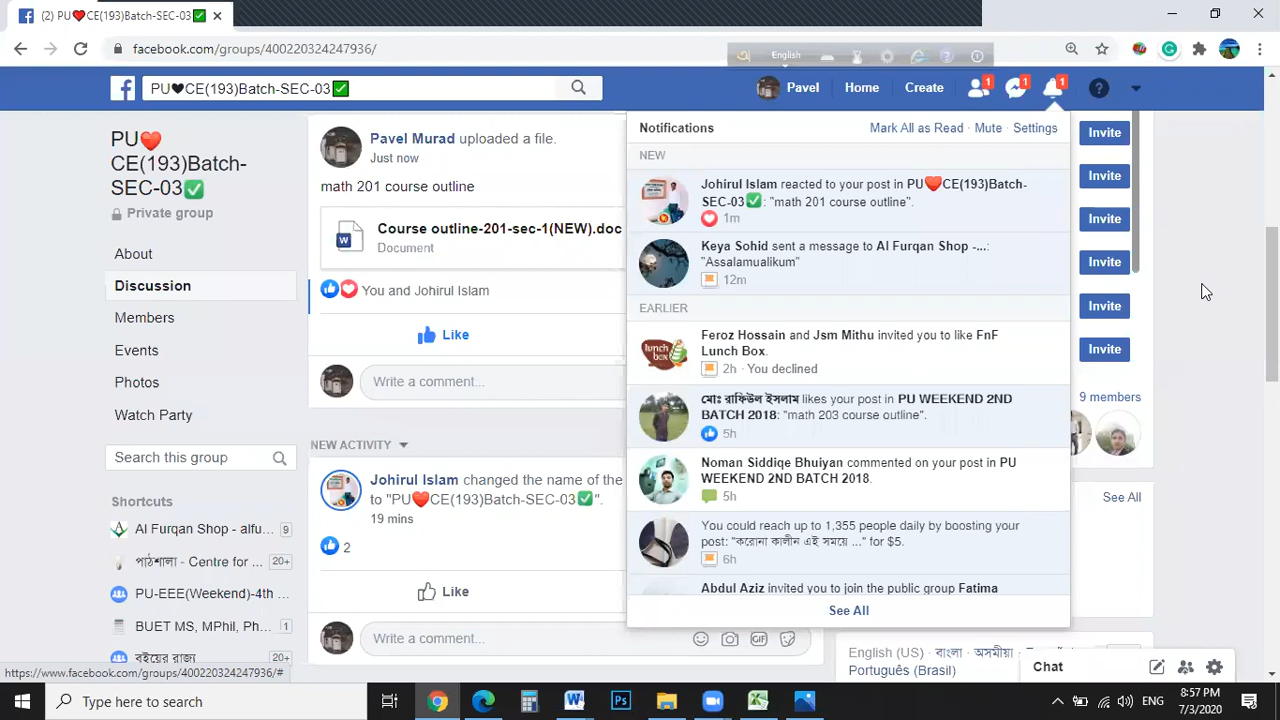 (2) PU❤️CE(193)Batch-SEC-03✅
facebook.com/groups/400220324247936/
English
PU♥CE(193)Batch-SEC-03✅
Pavel
Home
Create
1
1
1
PU❤️
CE(193)Batch-
SEC-03✅
Private group
About
Discussion
Members
Events
Photos
Watch Party
Search this group
Shortcuts
Al Furqan Shop - alfu... 9
পাঠশালা - Centre for ... 20+
PU-EEE(Weekend)-4th ...
BUET MS, MPhil, Ph... 1
বইয়ের রাজ্য 20+
https://www.facebook.com/groups/400220324247936/#
Pavel Murad uploaded a file.
Just now
math 201 course outline
Course outline-201-sec-1(NEW).doc
Document
You and Johirul Islam
Like
Write a comment...
NEW ACTIVITY
Johirul Islam changed the name of the
to "PU❤️CE(193)Batch-SEC-03✅".
19 mins
2
Like
Write a comment...
GIF
Notifications
Mark All as Read · Mute · Settings
NEW
Johirul Islam reacted to your post in PU❤️CE(193)Batch-
SEC-03✅: "math 201 course outline".
1m
Keya Sohid sent a message to Al Furqan Shop -...:
"Assalamualikum"
12m
EARLIER
Feroz Hossain and Jsm Mithu invited you to like FnF
Lunch Box.
2h · You declined
lunch
box
মোঃ রাফিউল ইসলাম likes your post in PU WEEKEND 2ND
BATCH 2018: "math 203 course outline".
5h
Noman Siddiqe Bhuiyan commented on your post in PU
WEEKEND 2ND BATCH 2018.
5h
You could reach up to 1,355 people daily by boosting your
post: "করোনা কালীন এই সময়ে ..." for $5.
6h
Abdul Aziz invited you to join the public group Fatima
See All
Invite
Invite
Invite
Invite
Invite
Invite
9 members
See All
English (US) · বাংলা · অসমীয়া ·
Português (Brasil)
Chat
Type here to search
ENG
8:57 PM
7/3/2020